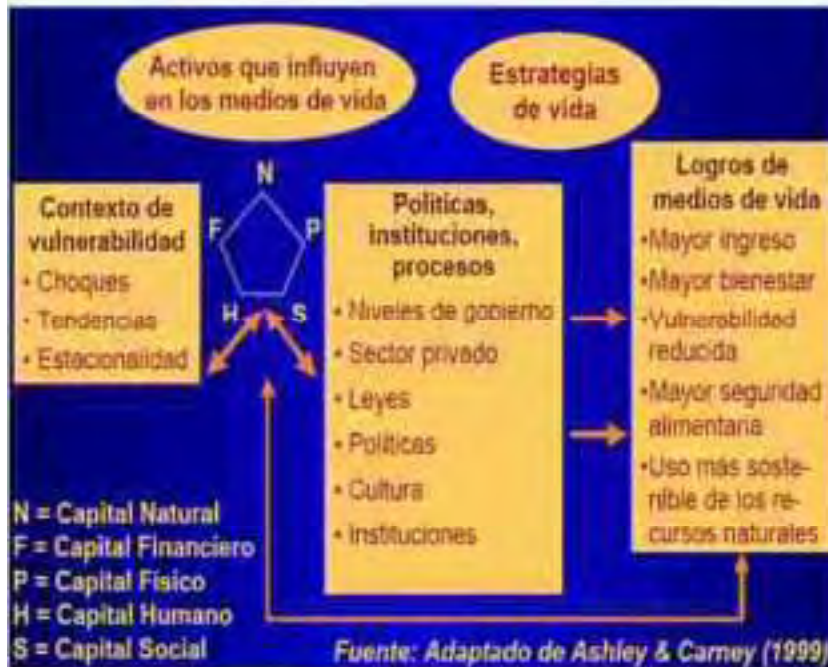 Activos que influyen
en los medios de vida
Estrategias
de vida
N
F
P
H
S
Contexto de
vulnerabilidad
• Choques
• Tendencias
• Estacionalidad
Políticas,
instituciones,
procesos
• Niveles de gobierno
• Sector privado
• Leyes
• Políticas
• Cultura
• Instituciones
Logros de
medios de vida
•Mayor ingreso
•Mayor bienestar
•Vulnerabilidad
reducida
•Mayor seguridad
alimentaria
•Uso más soste-
nible de los re-
cursos naturales
N = Capital Natural
F = Capital Financiero
P = Capital Físico
H = Capital Humano
S = Capital Social
Fuente: Adaptado de Ashley & Carney (1999)